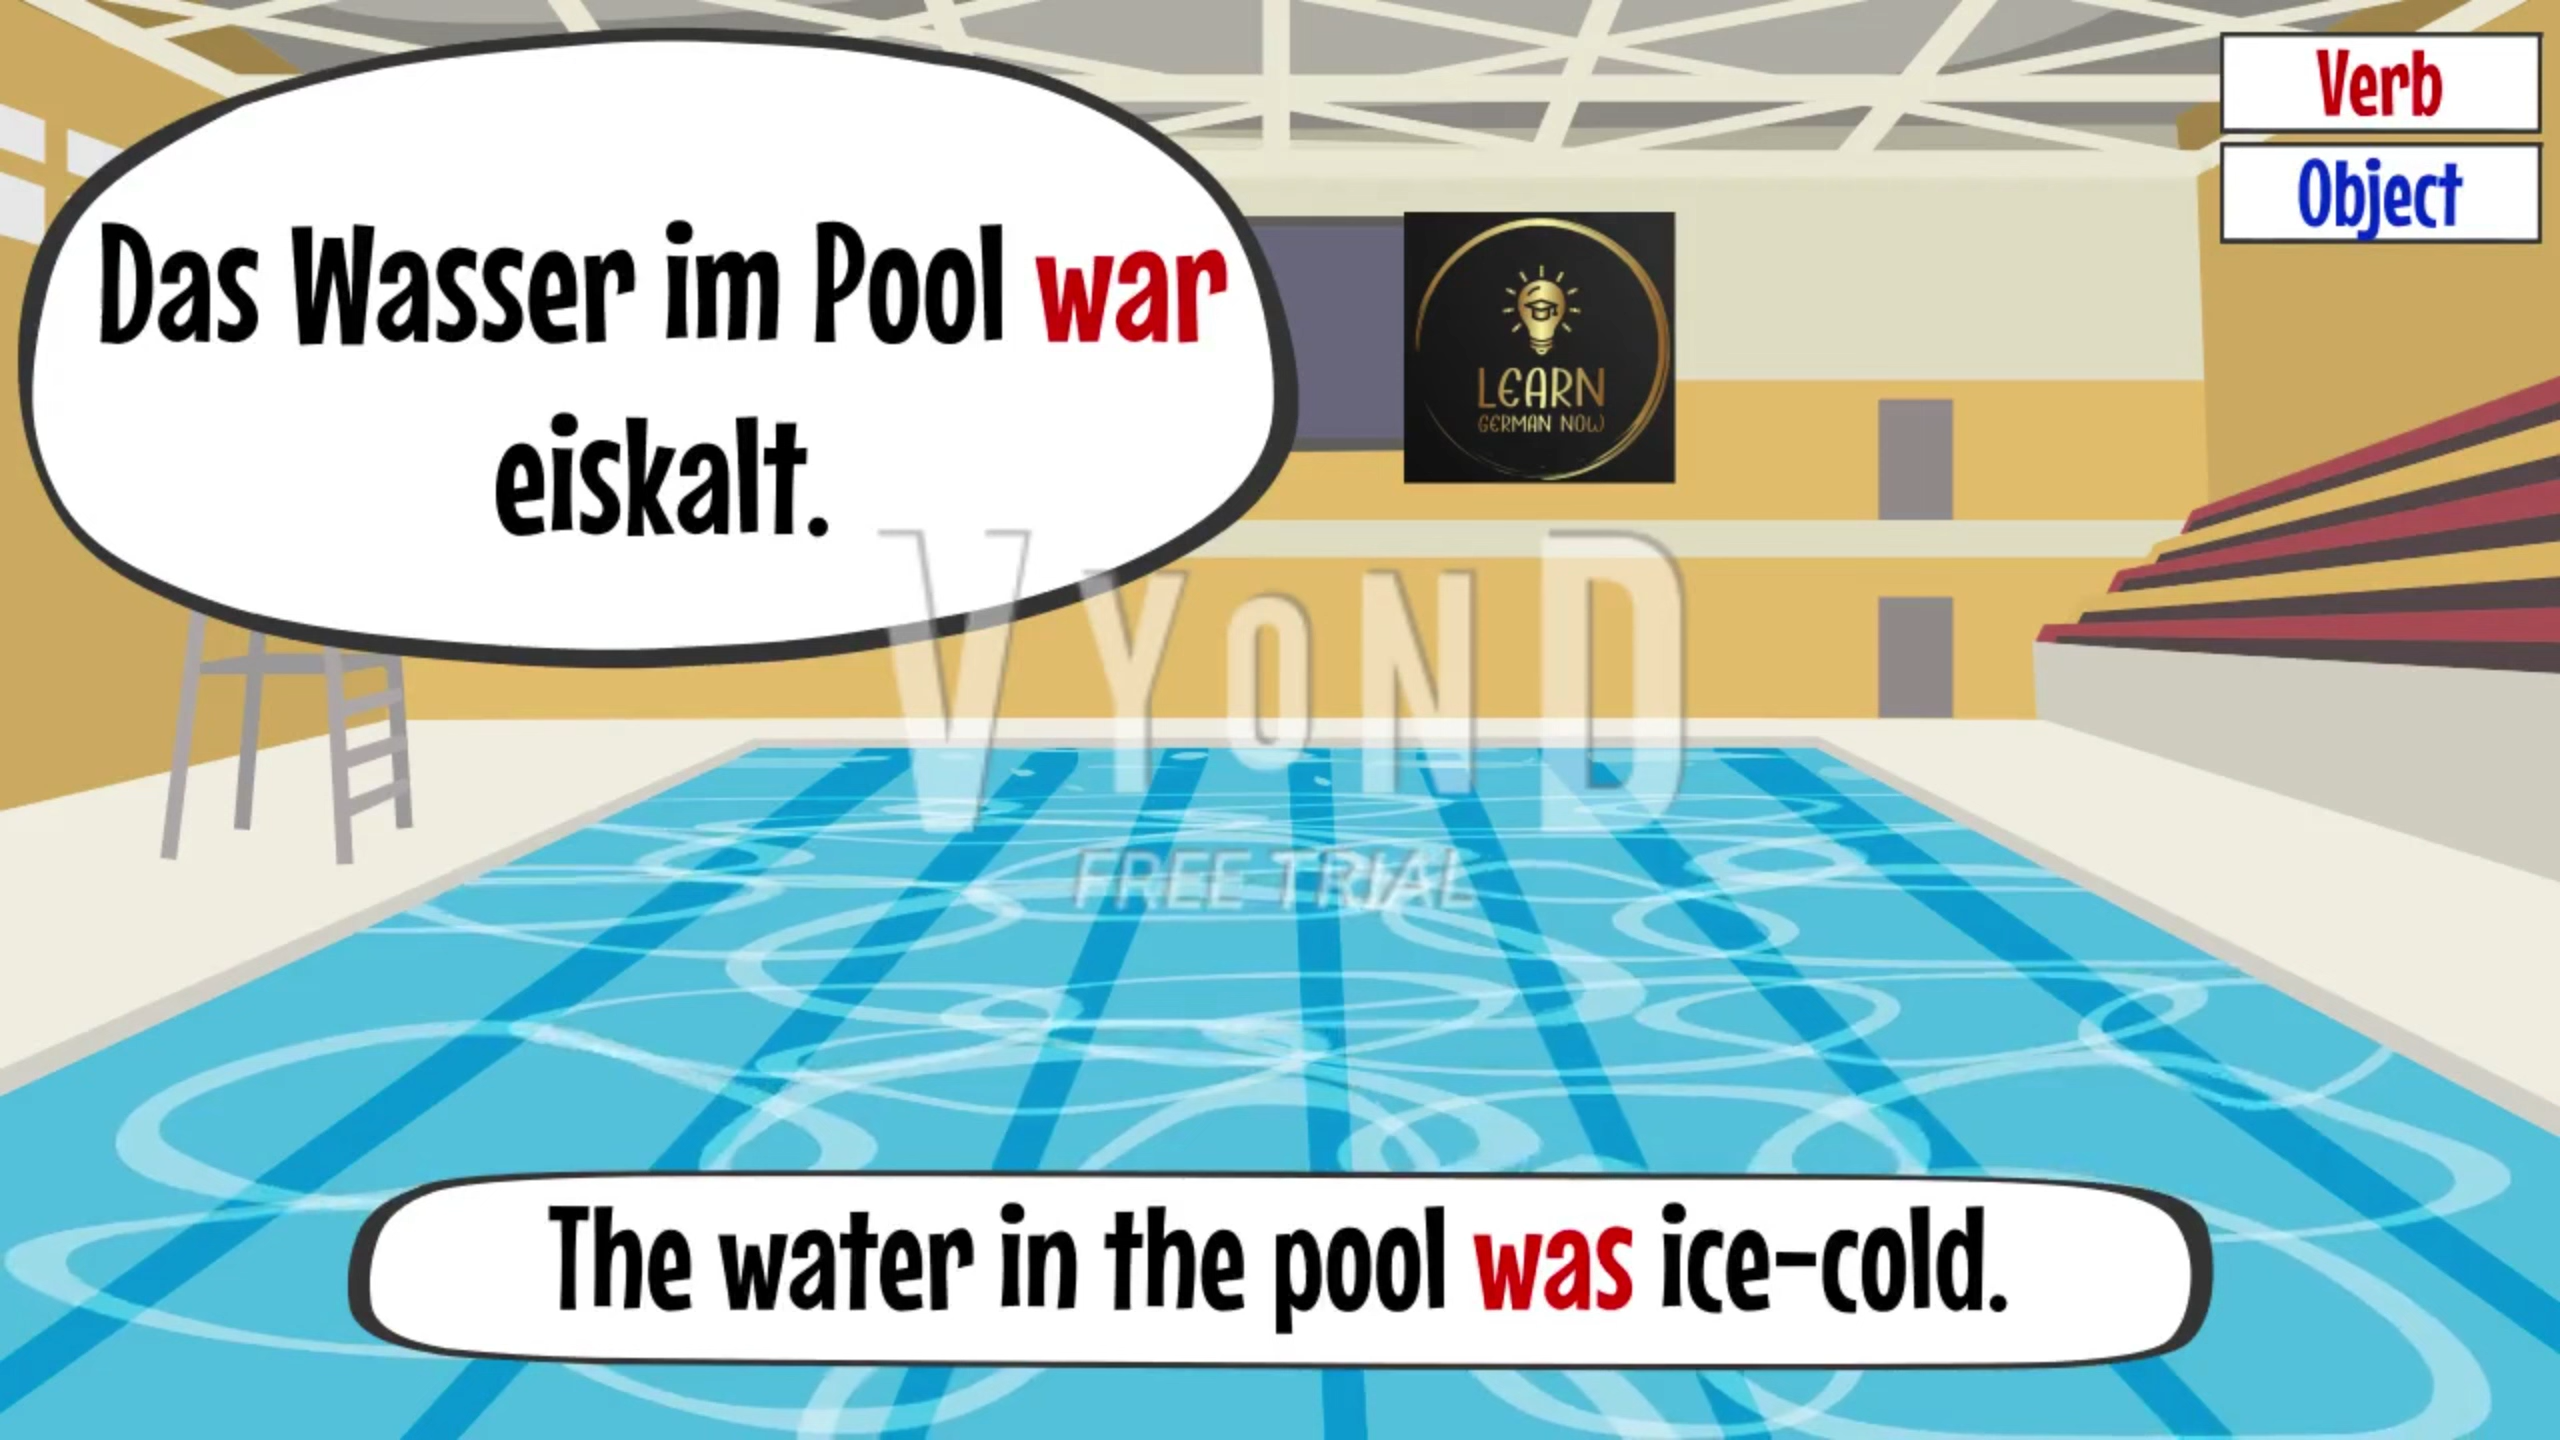 Das Wasser im Pool war
eiskalt.
Verb
Object
LEARN
GERMAN NOW
VYOND
FREE TRIAL
The water in the pool was ice-cold.